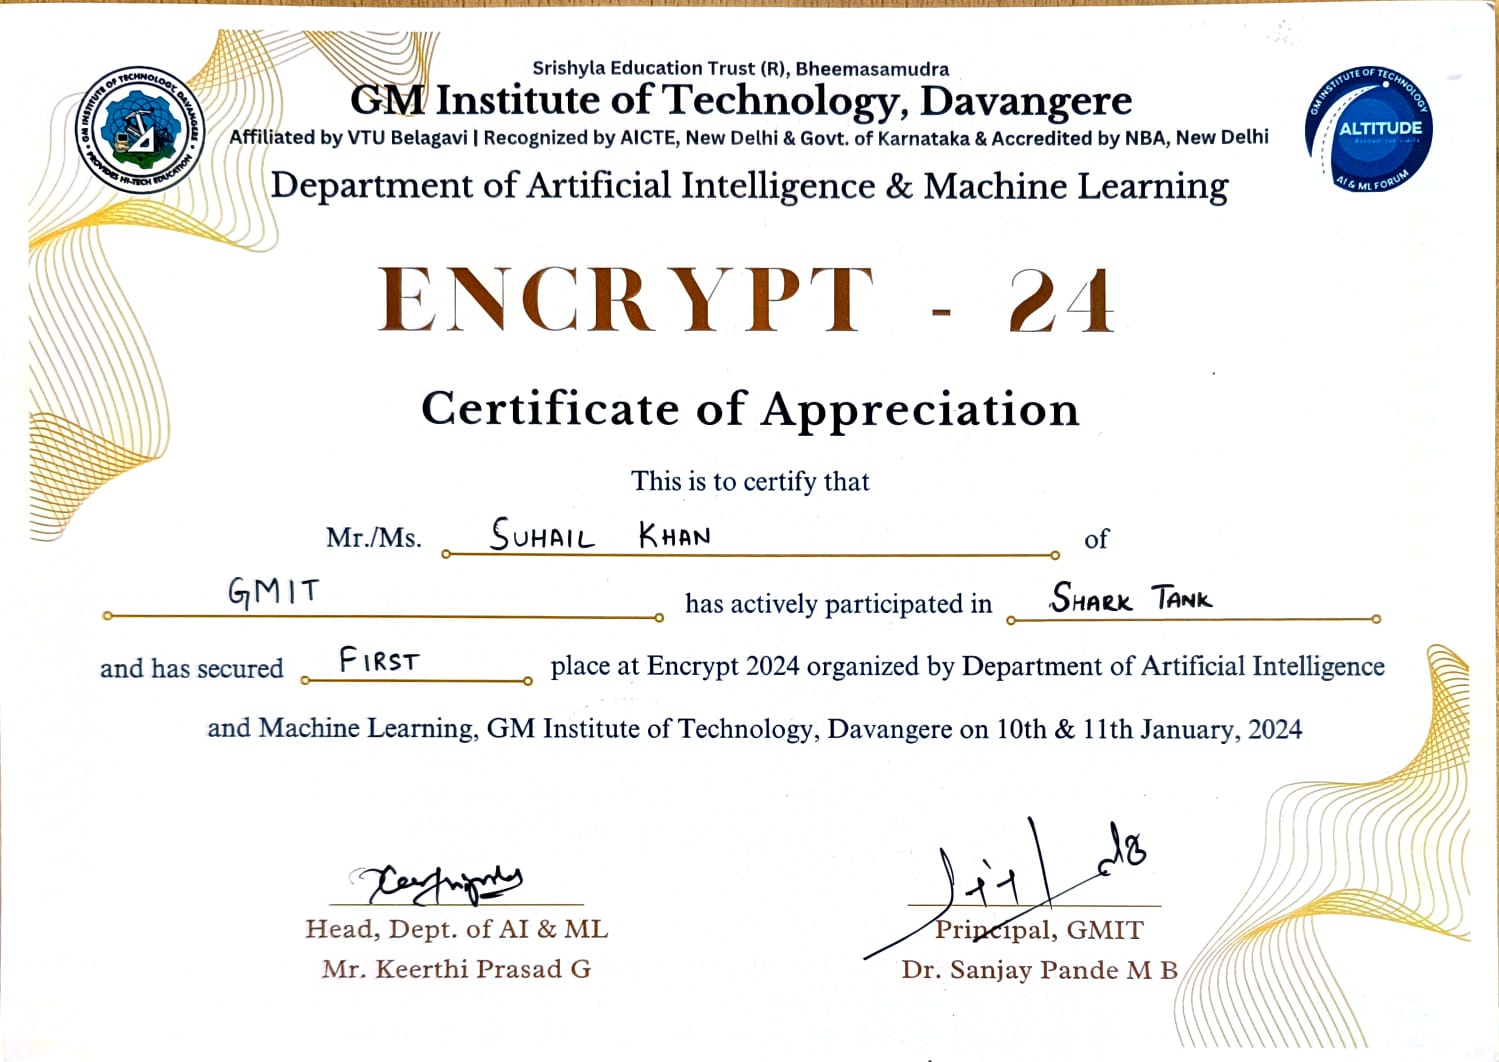 Srishyla Education Trust (R), Bheemasamudra
GM Institute of Technology, Davangere
Affiliated by VTU Belagavi | Recognized by AICTE, New Delhi & Govt. of Karnataka & Accredited by NBA, New Delhi
Department of Artificial Intelligence & Machine Learning
GM INSTITUTE OF TECHNOLOGY, DAVANGERE
PROVIDES HI-TECH EDUCATION
GM INSTITUTE OF TECHNOLOGY
ALTITUDE
BEYOND THE LIMITS
AI & ML FORUM
ENCRYPT - 24
Certificate of Appreciation
This is to certify that
Mr./Ms. SUHAIL KHAN of
GMIT has actively participated in SHARK TANK
and has secured FIRST place at Encrypt 2024 organized by Department of Artificial Intelligence
and Machine Learning, GM Institute of Technology, Davangere on 10th & 11th January, 2024
Head, Dept. of AI & ML
Mr. Keerthi Prasad G
Principal, GMIT
Dr. Sanjay Pande M B